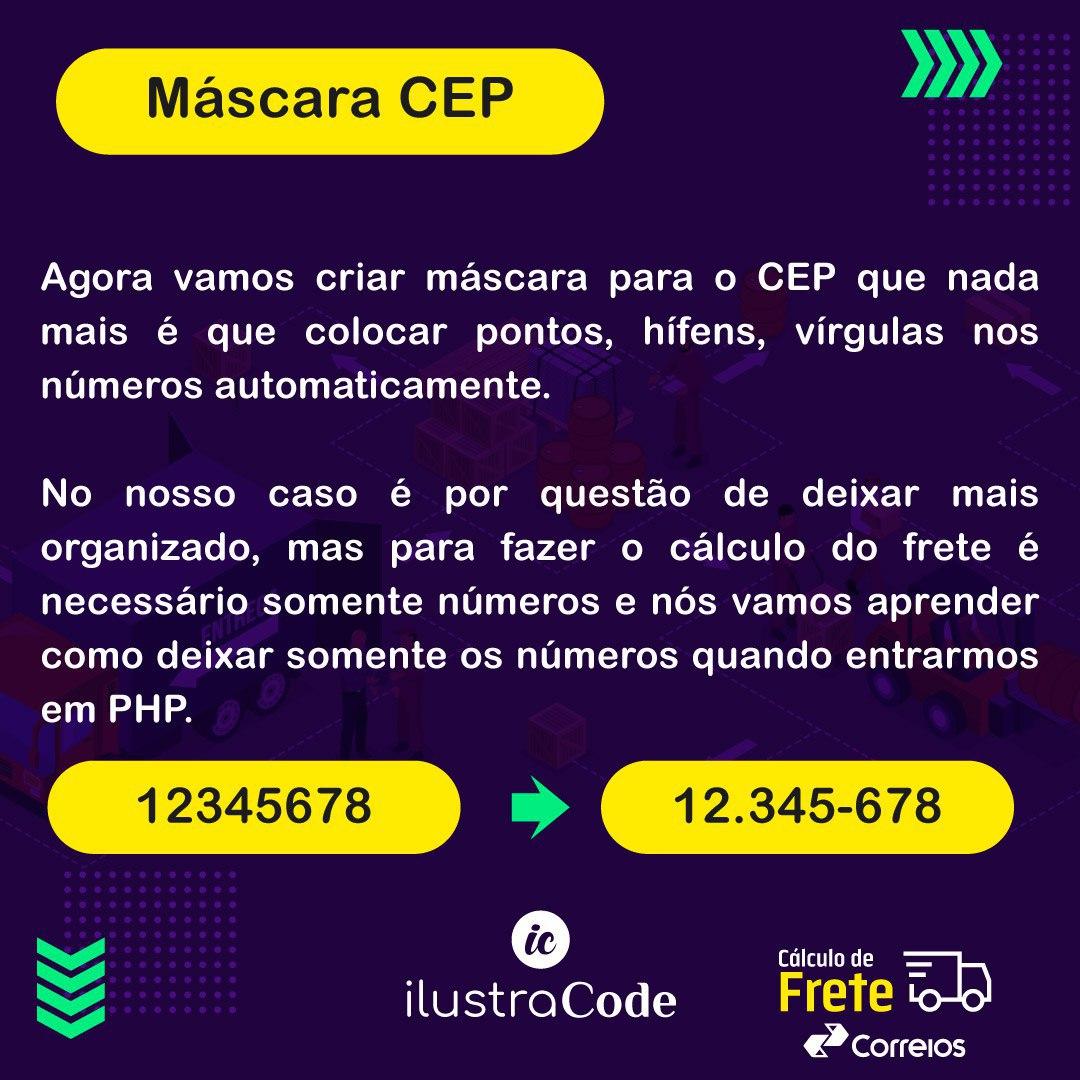 Máscara CEP
Agora vamos criar máscara para o CEP que nada
mais é que colocar pontos, hífens, vírgulas nos
números automaticamente.
No nosso caso é por questão de deixar mais
organizado, mas para fazer o cálculo do frete é
necessário somente números e nós vamos aprender
como deixar somente os números quando entrarmos
em PHP.
12345678
12.345-678
ic
ilustraCode
Cálculo de
Frete
Correios